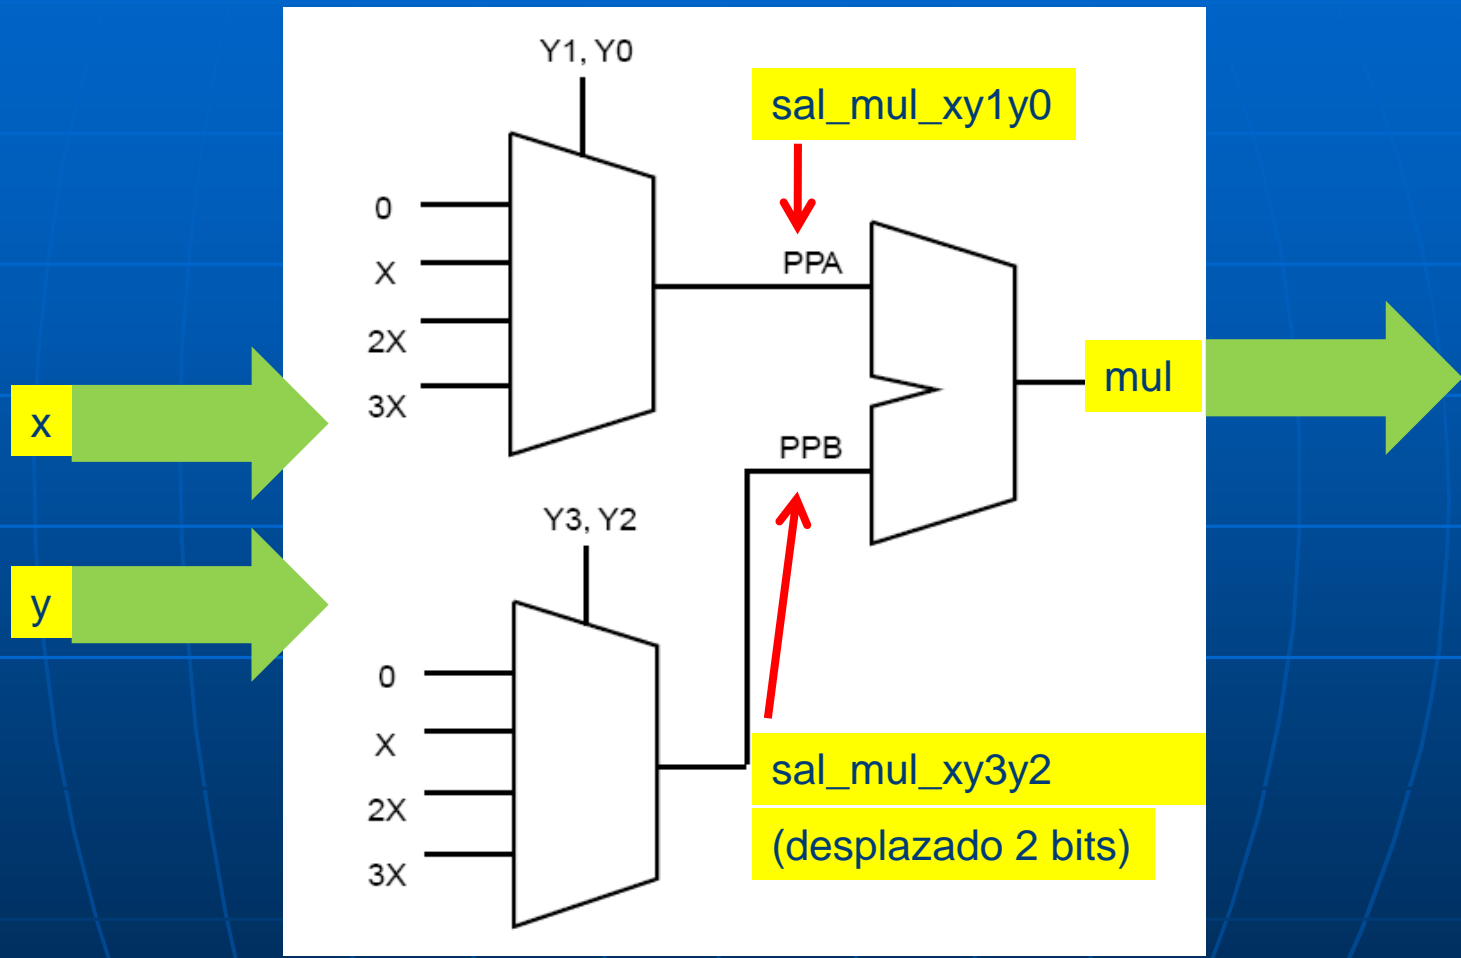 Y1, Y0
sal_mul_xy1y0
0
X
2X
3X
PPA
mul
x
y
PPB
Y3, Y2
0
X
2X
3X
sal_mul_xy3y2
(desplazado 2 bits)